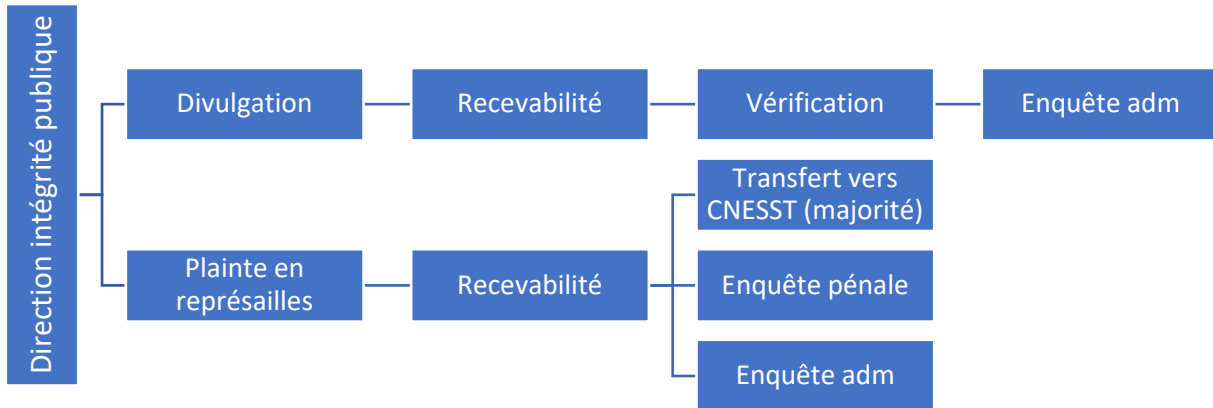 Direction intégrité publique
Divulgation
Recevabilité
Vérification
Enquête adm
Plainte en
représailles
Recevabilité
Transfert vers
CNESST (majorité)
Enquête pénale
Enquête adm